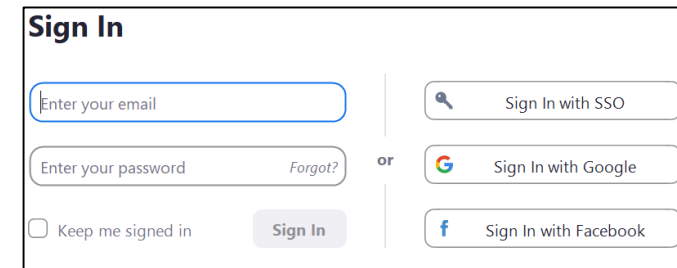 Sign In
Enter your email
Enter your password Forgot?
Keep me signed in Sign In
or
Sign In with SSO
Sign In with Google
Sign In with Facebook